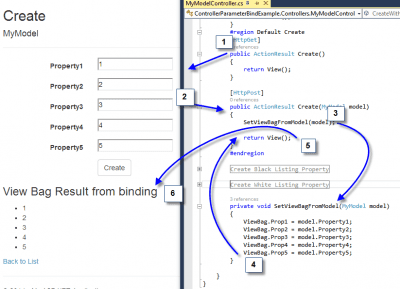 Create
MyModel
Property1 1
Property2 2
Property3 3
Property4 4
Property5 5
Create
View Bag Result from binding
1
2
3
4
5
Back to List
MyModelController.cs
ControllerParameterBindExample.Controllers.MyModelControl
CreateWith
}
#region Default Create
[HttpGet]
0 references
public ActionResult Create()
{
return View();
}
[HttpPost]
0 references
public ActionResult Create(MyModel model)
{
SetViewBagFromModel(model);
return View();
}
#endregion
Create Black Listing Property
Create White Listing Property
3 references
private void SetViewBagFromModel(MyModel model)
{
ViewBag.Prop1 = model.Property1;
ViewBag.Prop2 = model.Property2;
ViewBag.Prop3 = model.Property3;
ViewBag.Prop4 = model.Property4;
ViewBag.Prop5 = model.Property5;
}
}
}
1
2
3
4
5
6